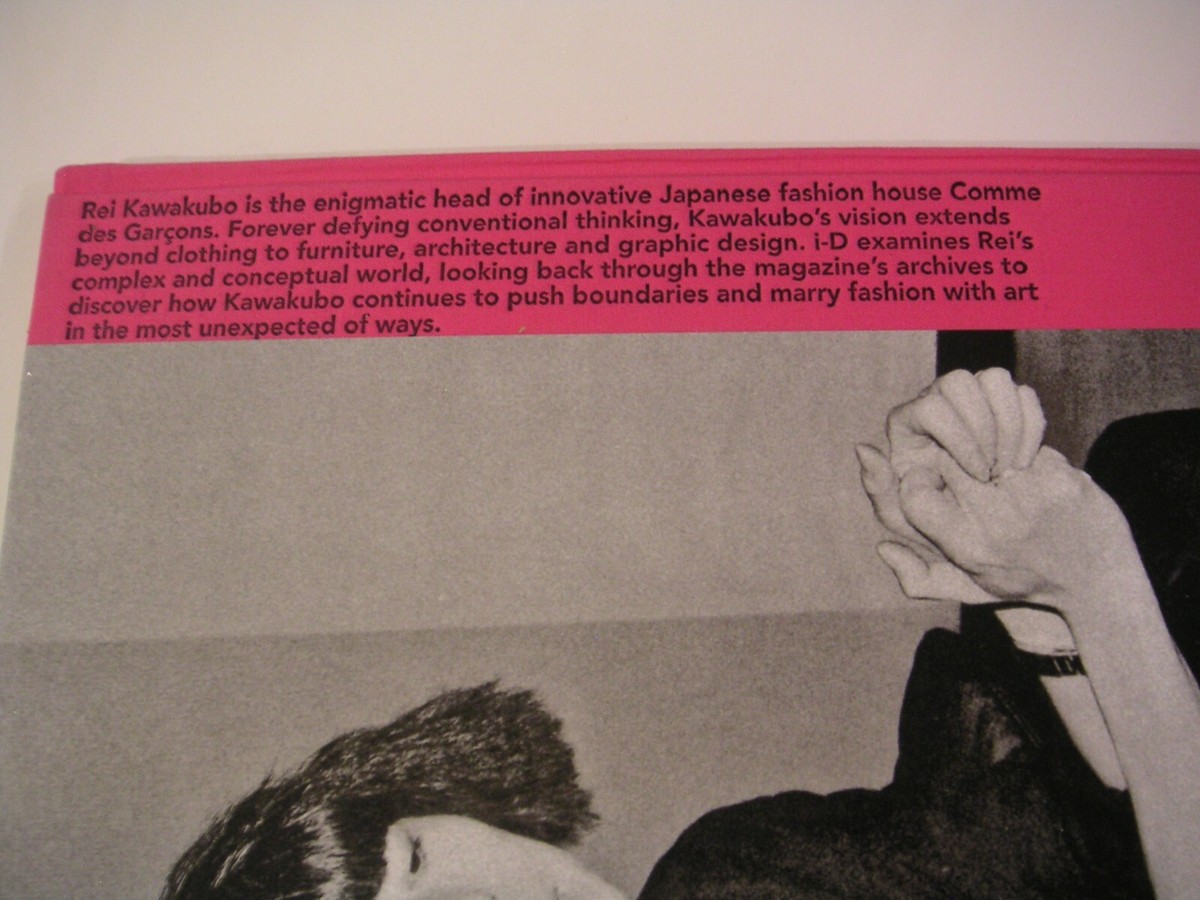 Rei Kawakubo is the enigmatic head of innovative Japanese fashion house Comme
des Garçons. Forever defying conventional thinking, Kawakubo's vision extends
beyond clothing to furniture, architecture and graphic design. i-D examines Rei's
complex and conceptual world, looking back through the magazine's archives to
discover how Kawakubo continues to push boundaries and marry fashion with art
in the most unexpected of ways.